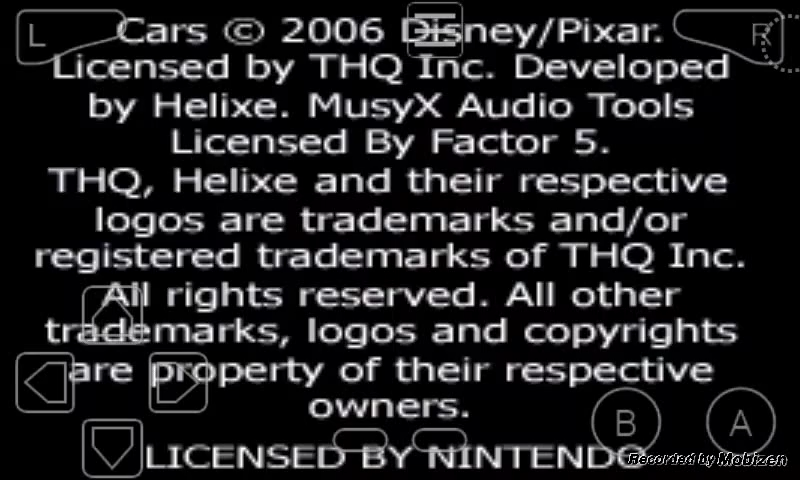 L
R
Cars © 2006 Disney/Pixar.
Licensed by THQ Inc. Developed
by Helixe. MusyX Audio Tools
Licensed By Factor 5.
THQ, Helixe and their respective
logos are trademarks and/or
registered trademarks of THQ Inc.
All rights reserved. All other
trademarks, logos and copyrights
are property of their respective
owners.
B
A
LICENSED BY NINTENDO
Recorded by Mobizen